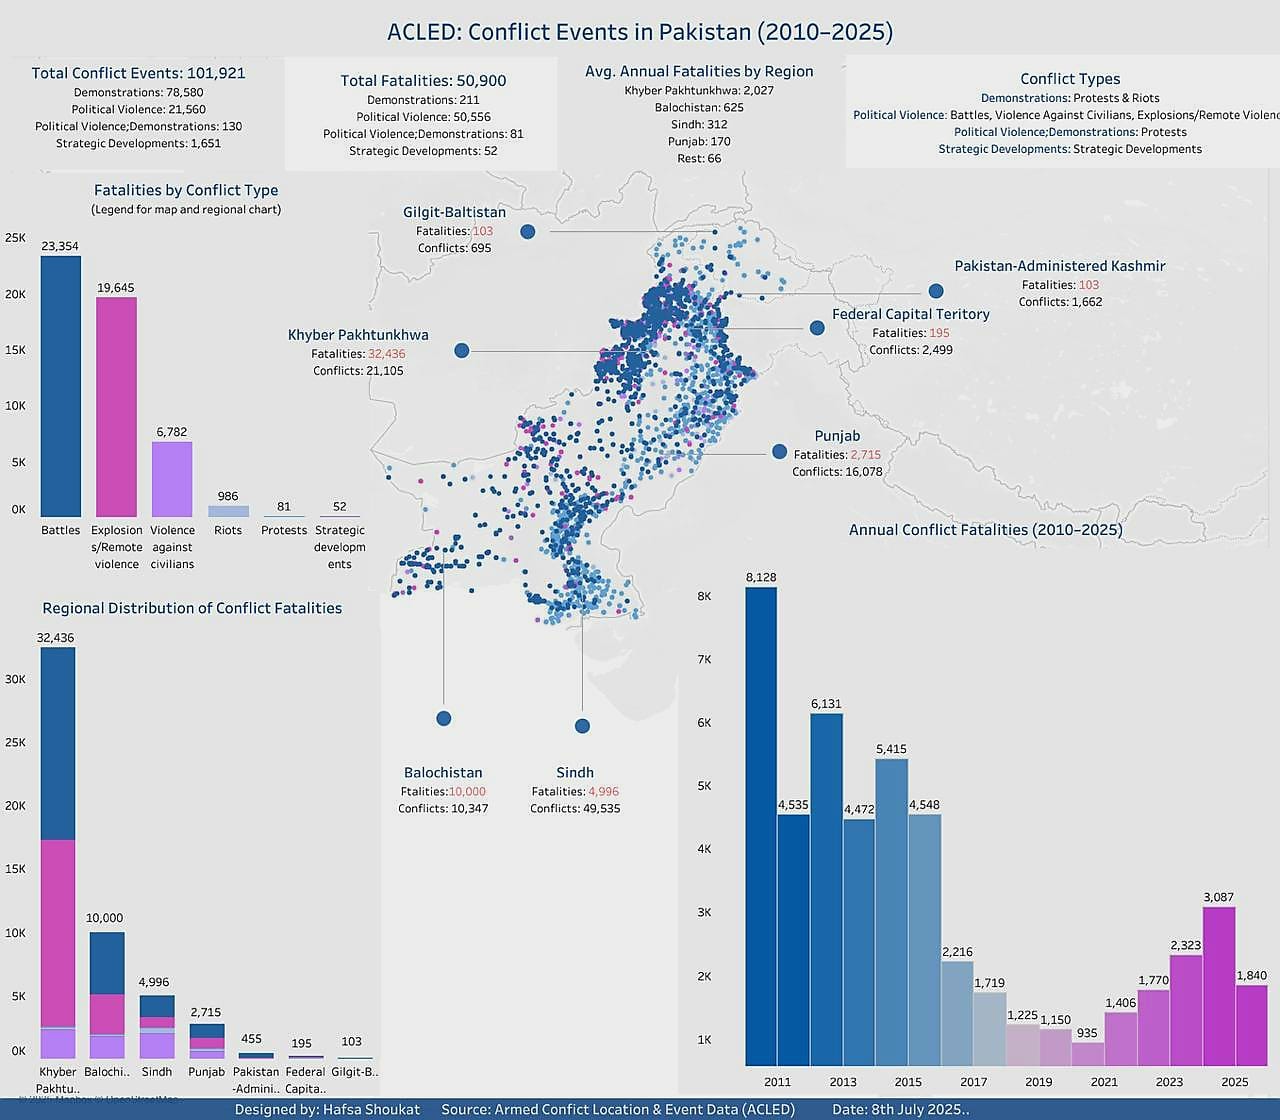 ACLED: Conflict Events in Pakistan (2010–2025)
Total Conflict Events: 101,921
Demonstrations: 78,580
Political Violence: 21,560
Political Violence;Demonstrations: 130
Strategic Developments: 1,651
Total Fatalities: 50,900
Demonstrations: 211
Political Violence: 50,556
Political Violence;Demonstrations: 81
Strategic Developments: 52
Avg. Annual Fatalities by Region
Khyber Pakhtunkhwa: 2,027
Balochistan: 625
Sindh: 312
Punjab: 170
Rest: 66
Conflict Types
Demonstrations: Protests & Riots
Political Violence: Battles, Violence Against Civilians, Explosions/Remote Violenc
Political Violence;Demonstrations: Protests
Strategic Developments: Strategic Developments
Fatalities by Conflict Type
(Legend for map and regional chart)
25K
20K
15K
10K
5K
0K
23,354
19,645
6,782
986
81
52
Battles
Explosion
s/Remote
violence
Violence
against
civilians
Riots
Protests
Strategic
developm
ents
Gilgit-Baltistan
Fatalities: 103
Conflicts: 695
Pakistan-Administered Kashmir
Fatalities: 103
Conflicts: 1,662
Federal Capital Teritory
Fatalities: 195
Conflicts: 2,499
Khyber Pakhtunkhwa
Fatalities: 32,436
Conflicts: 21,105
Punjab
Fatalities: 2,715
Conflicts: 16,078
Balochistan
Ftalities:10,000
Conflicts: 10,347
Sindh
Fatalities: 4,996
Conflicts: 49,535
Regional Distribution of Conflict Fatalities
30K
25K
20K
15K
10K
5K
0K
32,436
10,000
4,996
2,715
455
195
103
Khyber
Pakhtu..
Balochi..
Sindh
Punjab
Pakistan
-Admini..
Federal
Capita..
Gilgit-B..
Annual Conflict Fatalities (2010–2025)
8K
7K
6K
5K
4K
3K
2K
1K
8,128
4,535
6,131
4,472
5,415
4,548
2,216
1,719
1,225
1,150
935
1,406
1,770
2,323
3,087
1,840
2011
2013
2015
2017
2019
2021
2023
2025
© 2025 Mapbox © OpenStreetMap
Designed by: Hafsa Shoukat
Source: Armed Confict Location & Event Data (ACLED)
Date: 8th July 2025..